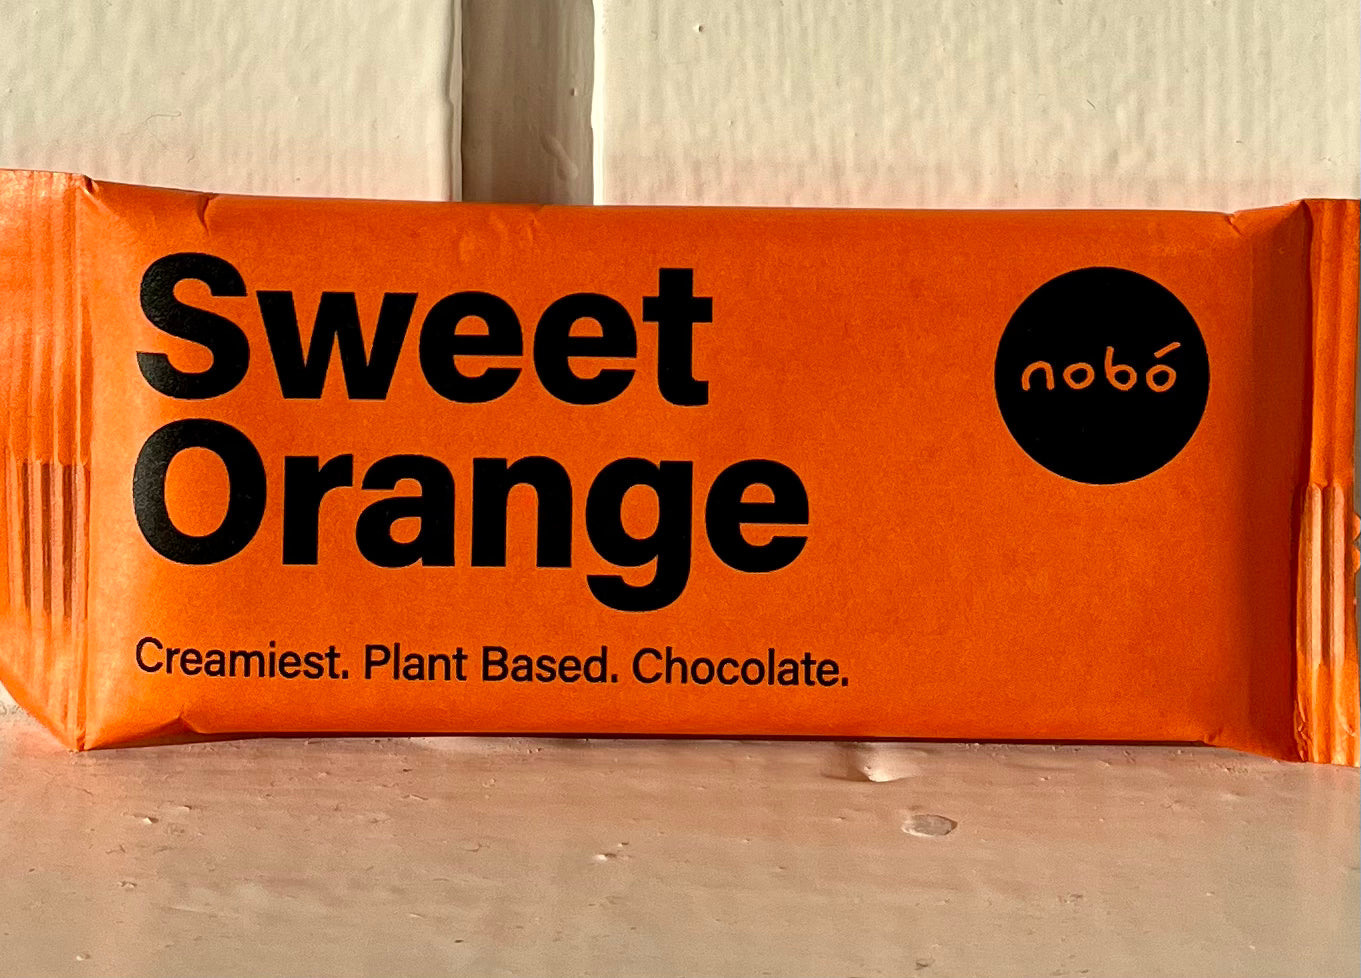 Sweet
Orange
nobó
Creamiest. Plant Based. Chocolate.